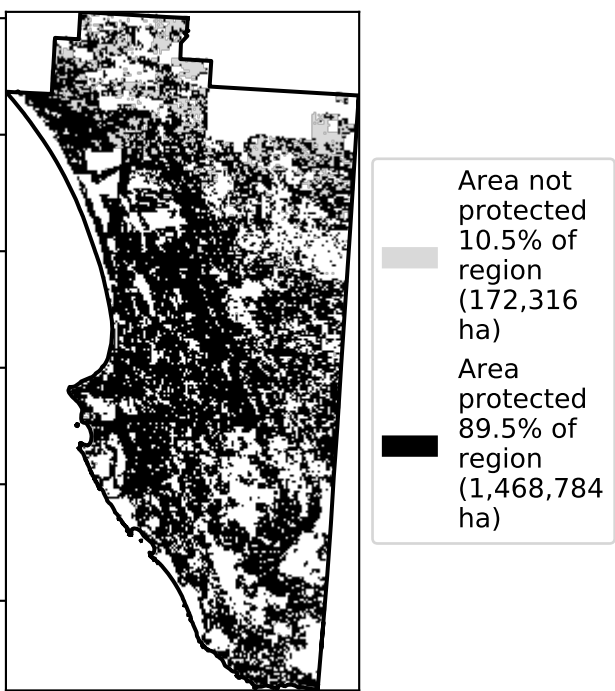 Area not
protected
10.5% of
region
(172,316
ha)
Area
protected
89.5% of
region
(1,468,784
ha)